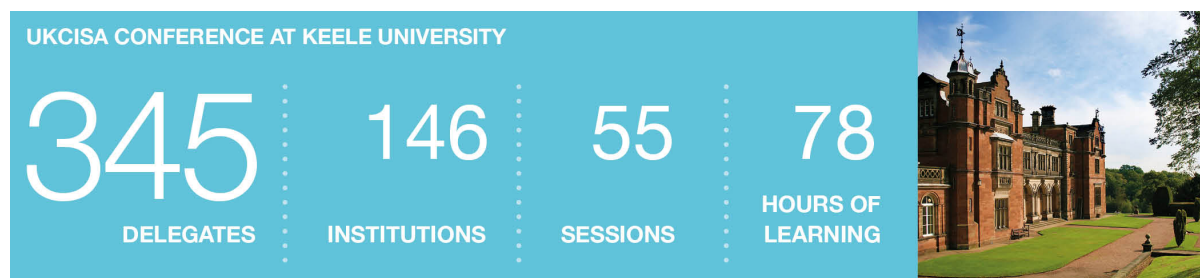 UKCISA CONFERENCE AT KEELE UNIVERSITY
345
DELEGATES
146
INSTITUTIONS
55
SESSIONS
78
HOURS OF
LEARNING